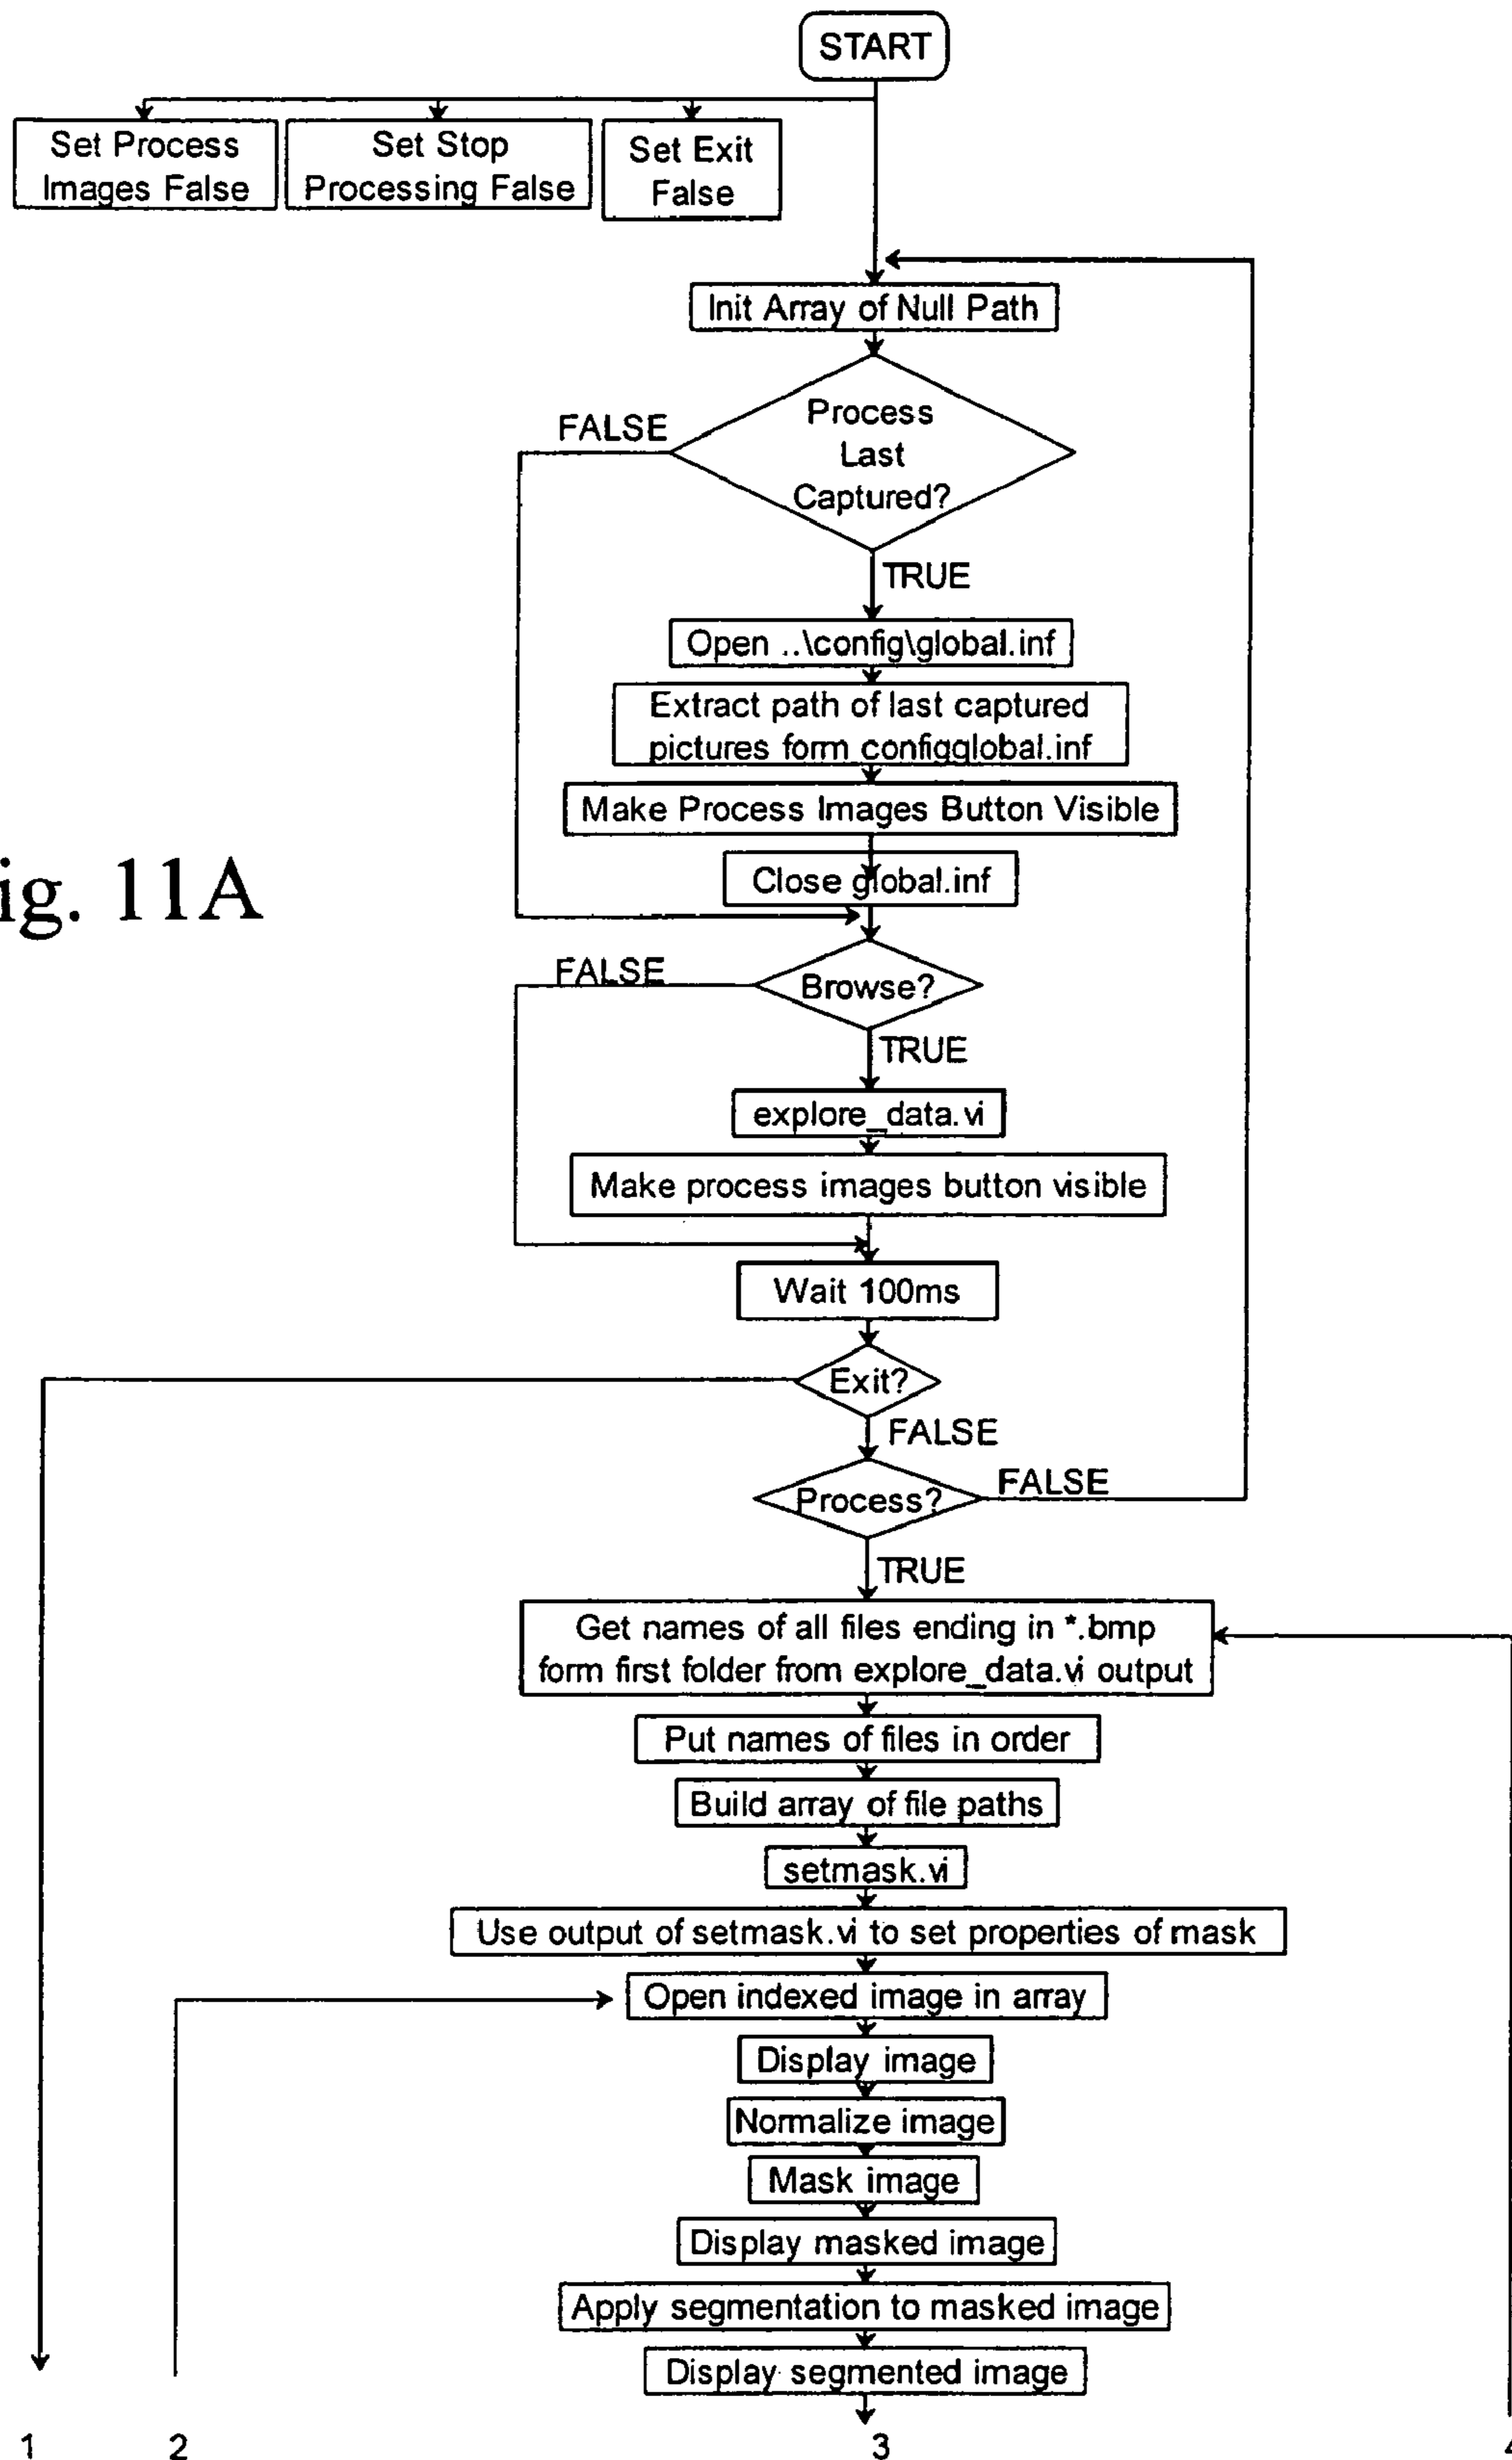 START
Set Process
Images False
Set Stop
Processing False
Set Exit
False
Init Array of Null Path
Process
Last
Captured?
FALSE
TRUE
Open ..\config\global.inf
Extract path of last captured
pictures form configglobal.inf
Make Process Images Button Visible
Close global.inf
ig. 11A
FALSE
Browse?
TRUE
explore_data.vi
Make process images button visible
Wait 100ms
Exit?
FALSE
Process?
FALSE
TRUE
Get names of all files ending in *.bmp
form first folder from explore_data.vi output
Put names of files in order
Build array of file paths
setmask.vi
Use output of setmask.vi to set properties of mask
Open indexed image in array
Display image
Normalize image
Mask image
Display masked image
Apply segmentation to masked image
Display segmented image
1
2
3